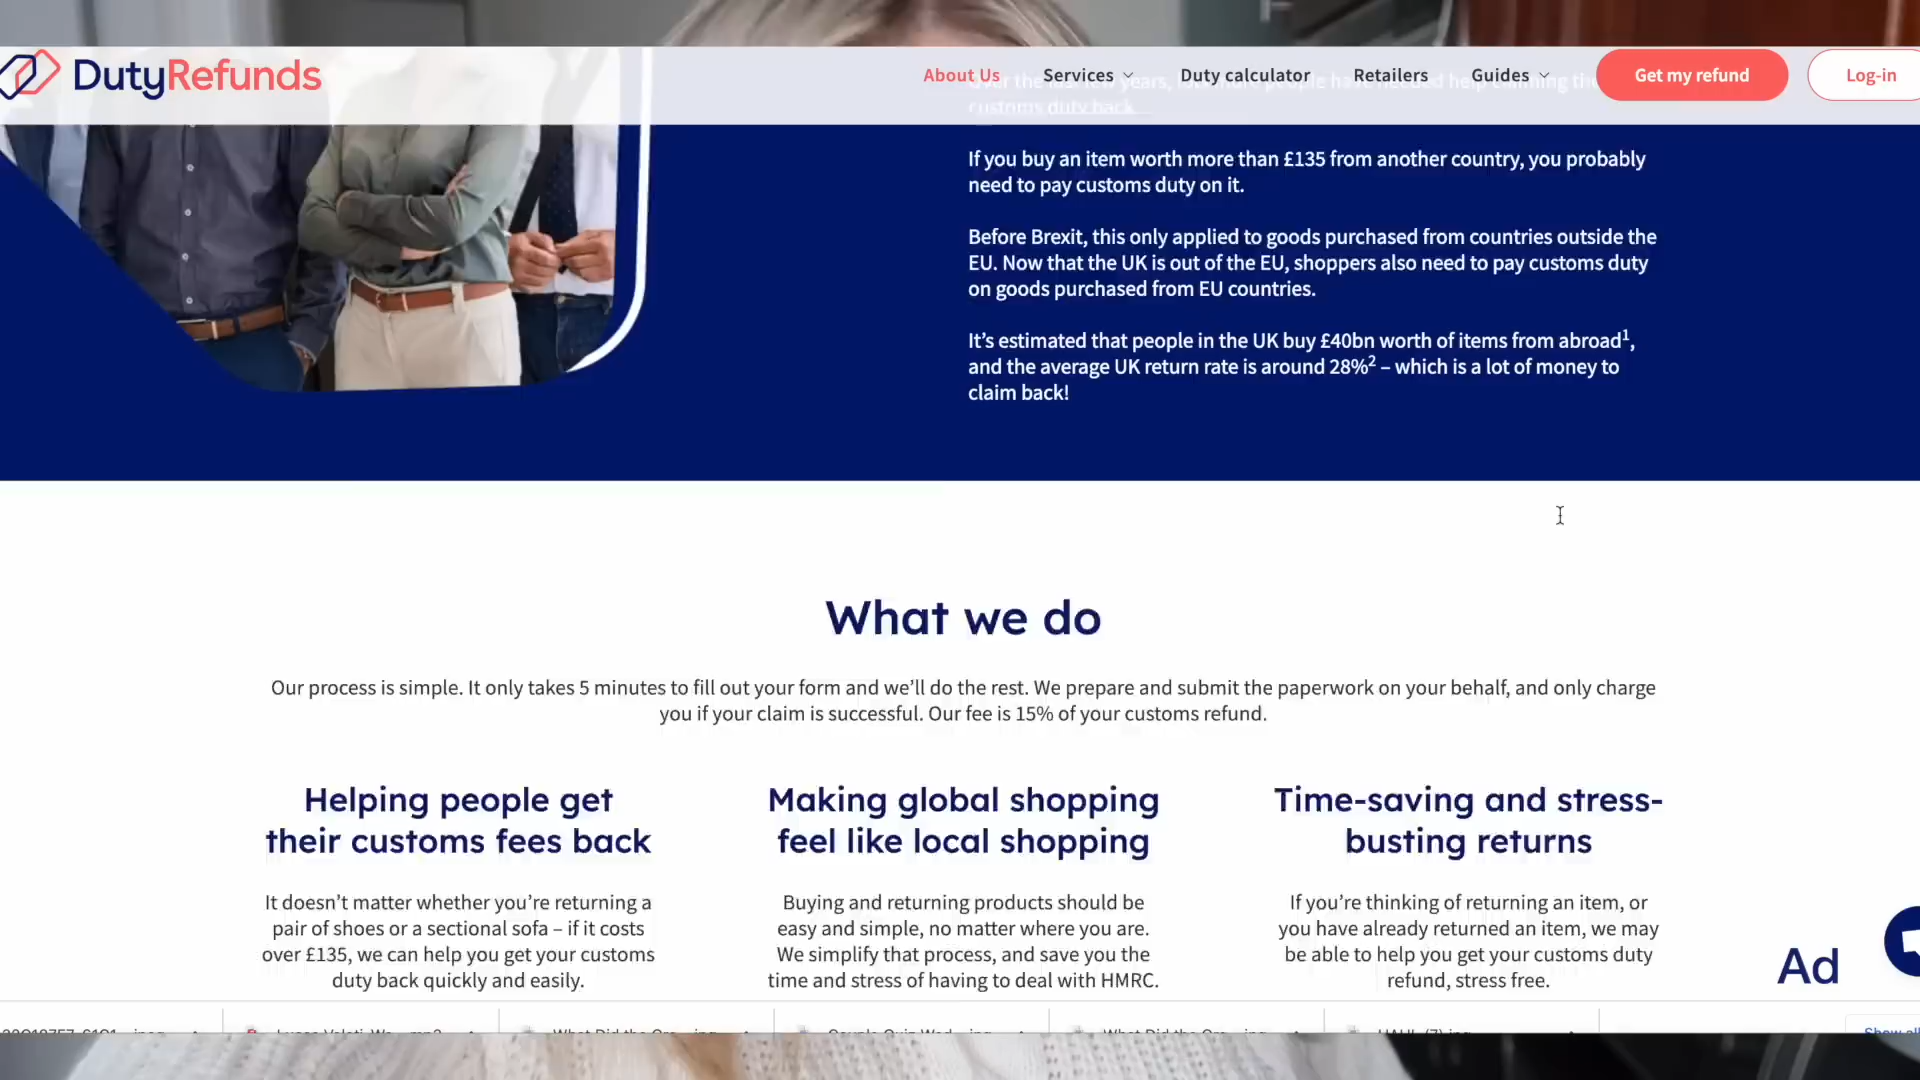 DutyRefunds
About Us
Services
Duty calculator
Retailers
Guides
Get my refund
Log-in
customs duty back
If you buy an item worth more than £135 from another country, you probably
need to pay customs duty on it.
Before Brexit, this only applied to goods purchased from countries outside the
EU. Now that the UK is out of the EU, shoppers also need to pay customs duty
on goods purchased from EU countries.
It’s estimated that people in the UK buy £40bn worth of items from abroad¹,
and the average UK return rate is around 28%² – which is a lot of money to
claim back!
What we do
Our process is simple. It only takes 5 minutes to fill out your form and we’ll do the rest. We prepare and submit the paperwork on your behalf, and only charge
you if your claim is successful. Our fee is 15% of your customs refund.
Helping people get
their customs fees back
It doesn’t matter whether you’re returning a
pair of shoes or a sectional sofa – if it costs
over £135, we can help you get your customs
duty back quickly and easily.
Making global shopping
feel like local shopping
Buying and returning products should be
easy and simple, no matter where you are.
We simplify that process, and save you the
time and stress of having to deal with HMRC.
Time-saving and stress-
busting returns
If you’re thinking of returning an item, or
you have already returned an item, we may
be able to help you get your customs duty
refund, stress free.
Ad